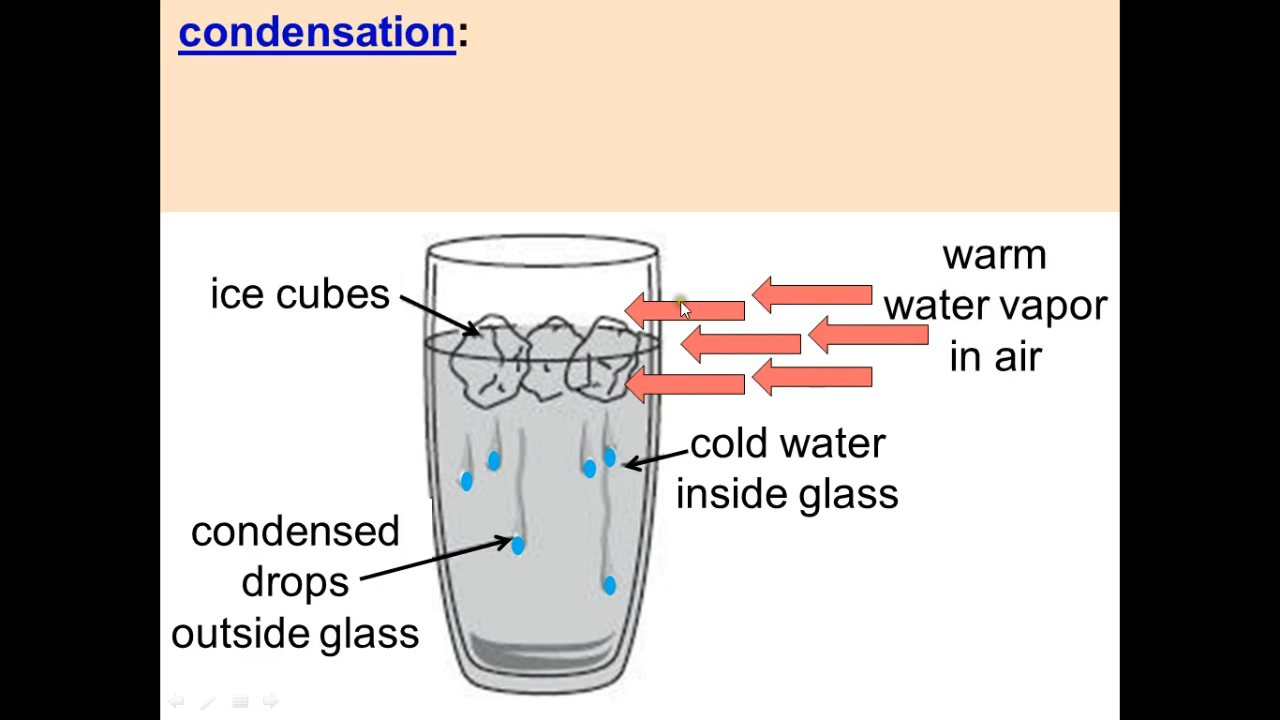 condensation:
ice cubes
warm
water vapor
in air
cold water
inside glass
condensed
drops
outside glass